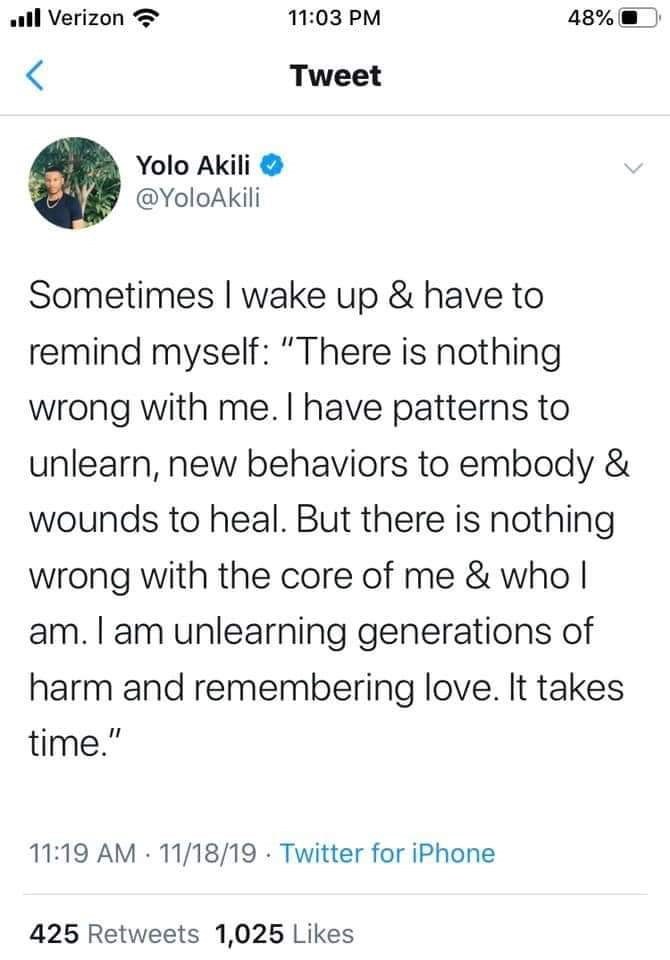 Verizon 11:03 PM 48%
Tweet
Yolo Akili
@YoloAkili
Sometimes I wake up & have to
remind myself: “There is nothing
wrong with me. I have patterns to
unlearn, new behaviors to embody &
wounds to heal. But there is nothing
wrong with the core of me & who I
am. I am unlearning generations of
harm and remembering love. It takes
time.”
11:19 AM · 11/18/19 · Twitter for iPhone
425 Retweets 1,025 Likes